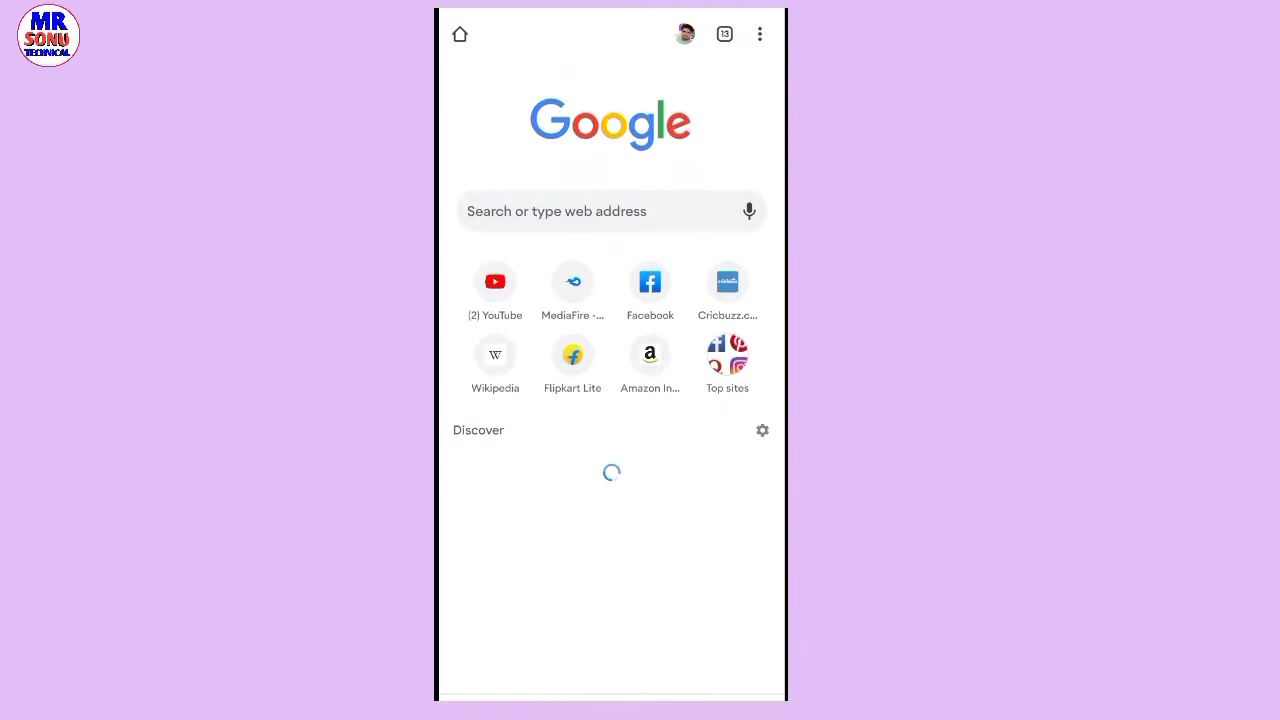 MR
SONU
TECHNICAL
13
Google
Search or type web address
(2) YouTube
MediaFire -...
Facebook
Cricbuzz.c...
Wikipedia
Flipkart Lite
Amazon In...
Top sites
Discover